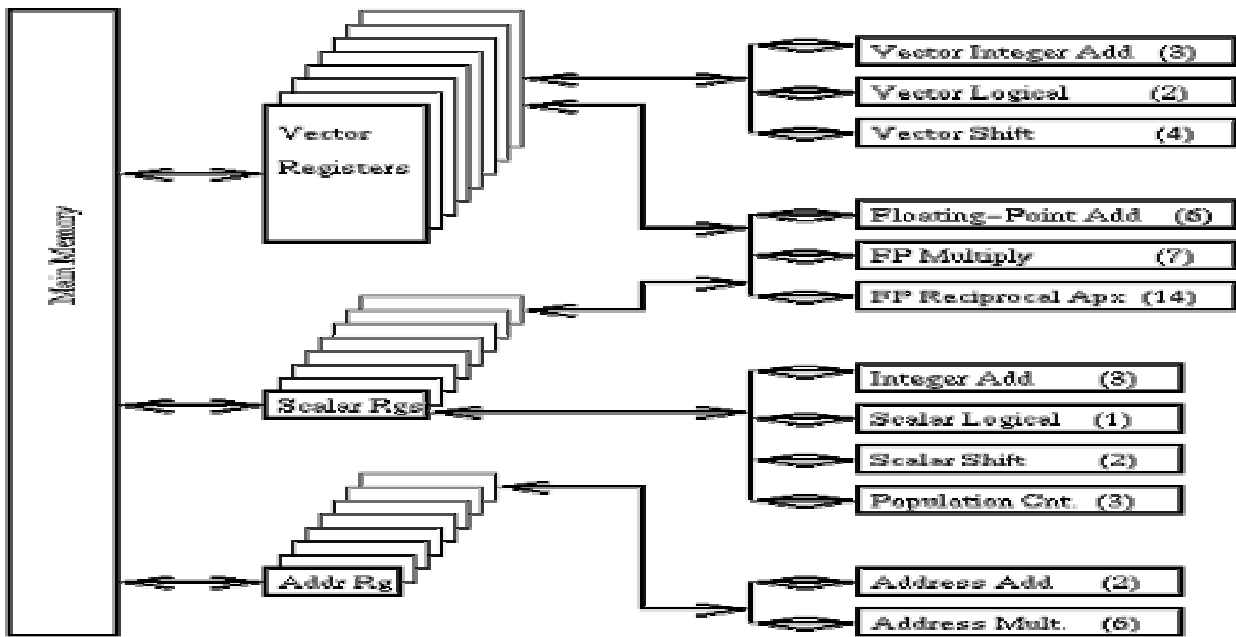 Main Memory
Vector
Registers
Scalar Rgs
Addr Rg
Vector Integer Add (3)
Vector Logical (2)
Vector Shift (4)
Floating-Point Add (6)
FP Multiply (7)
FP Reciprocal Apx (14)
Integer Add (3)
Scalar Logical (1)
Scalar Shift (2)
Population Cnt. (3)
Address Add (2)
Address Mult. (6)